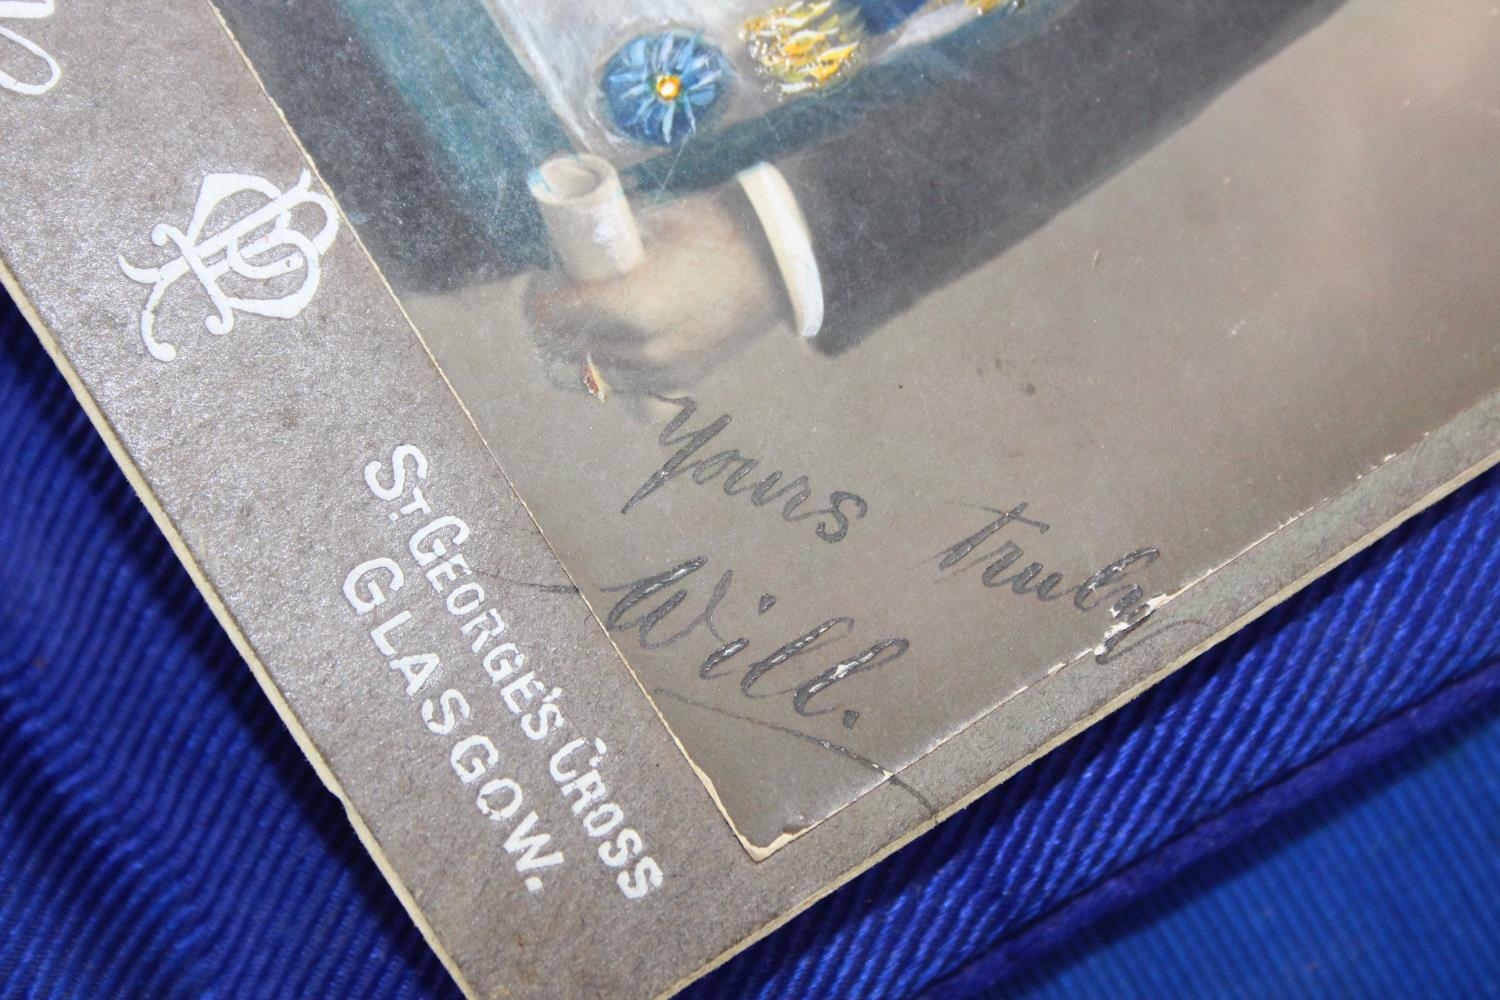 yours truly
Will.
St. George's Cross
Glasgow.